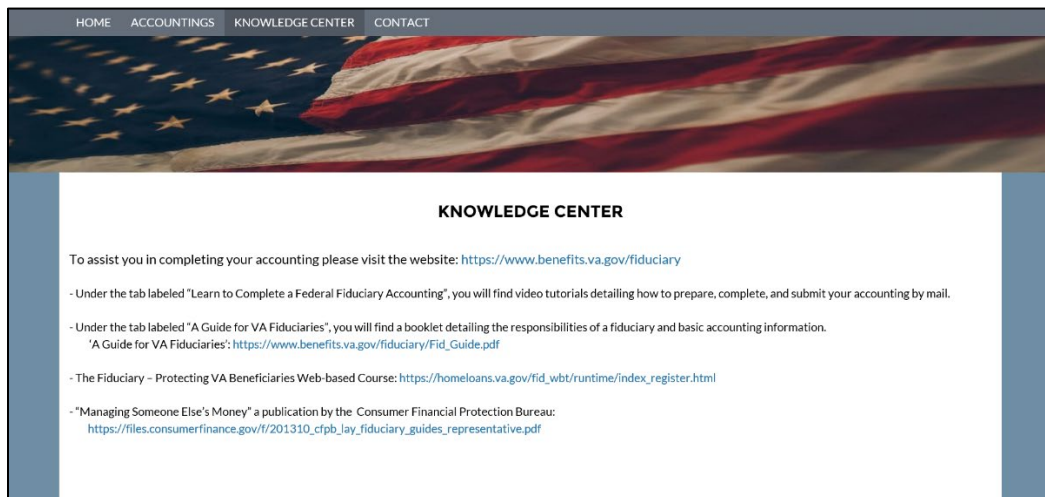 HOME ACCOUNTINGS KNOWLEDGE CENTER CONTACT
KNOWLEDGE CENTER
To assist you in completing your accounting please visit the website: https://www.benefits.va.gov/fiduciary
- Under the tab labeled “Learn to Complete a Federal Fiduciary Accounting”, you will find video tutorials detailing how to prepare, complete, and submit your accounting by mail.
- Under the tab labeled “A Guide for VA Fiduciaries”, you will find a booklet detailing the responsibilities of a fiduciary and basic accounting information.
‘A Guide for VA Fiduciaries’: https://www.benefits.va.gov/fiduciary/Fid_Guide.pdf
- The Fiduciary – Protecting VA Beneficiaries Web-based Course: https://homeloans.va.gov/fid_wbt/runtime/index_register.html
- “Managing Someone Else’s Money” a publication by the Consumer Financial Protection Bureau:
https://files.consumerfinance.gov/f/201310_cfpb_lay_fiduciary_guides_representative.pdf